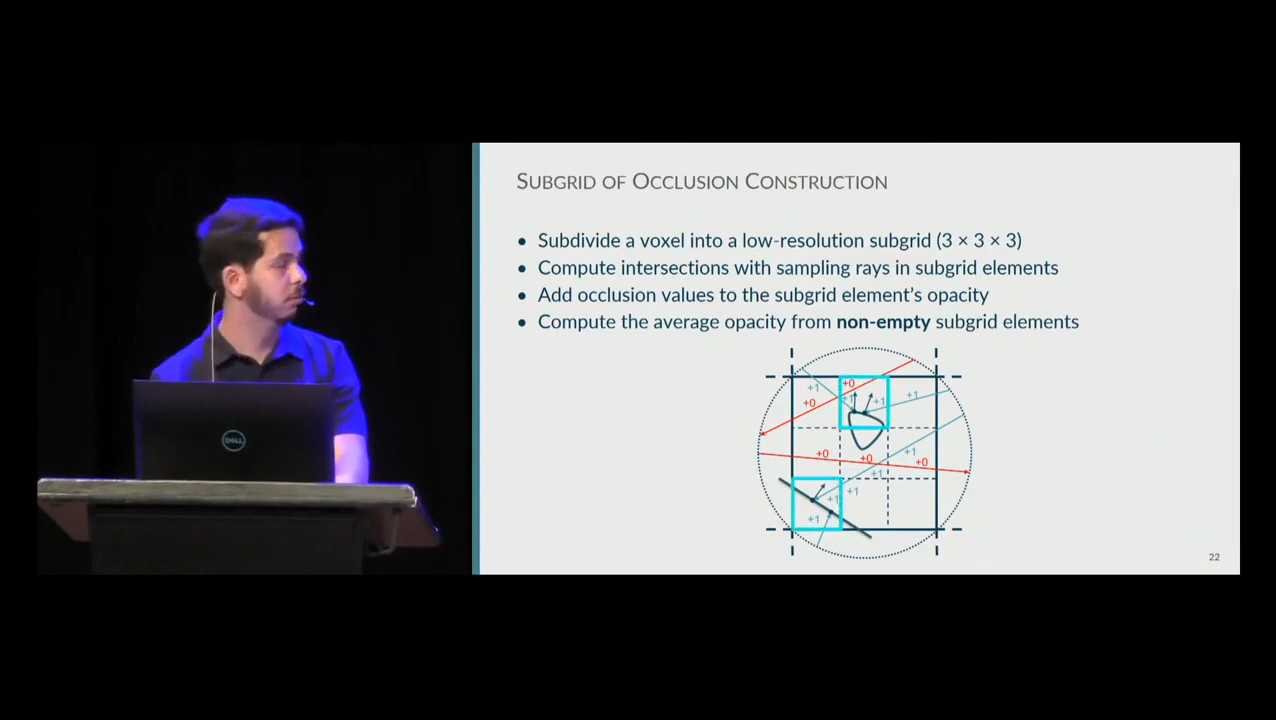 SUBGRID OF OCCLUSION CONSTRUCTION
• Subdivide a voxel into a low-resolution subgrid (3 × 3 × 3)
• Compute intersections with sampling rays in subgrid elements
• Add occlusion values to the subgrid element's opacity
• Compute the average opacity from non-empty subgrid elements
+1 +0 +1
+0 +1 +1
+0 +0 +1 +0
+1
+1 +1
+1
DELL
22